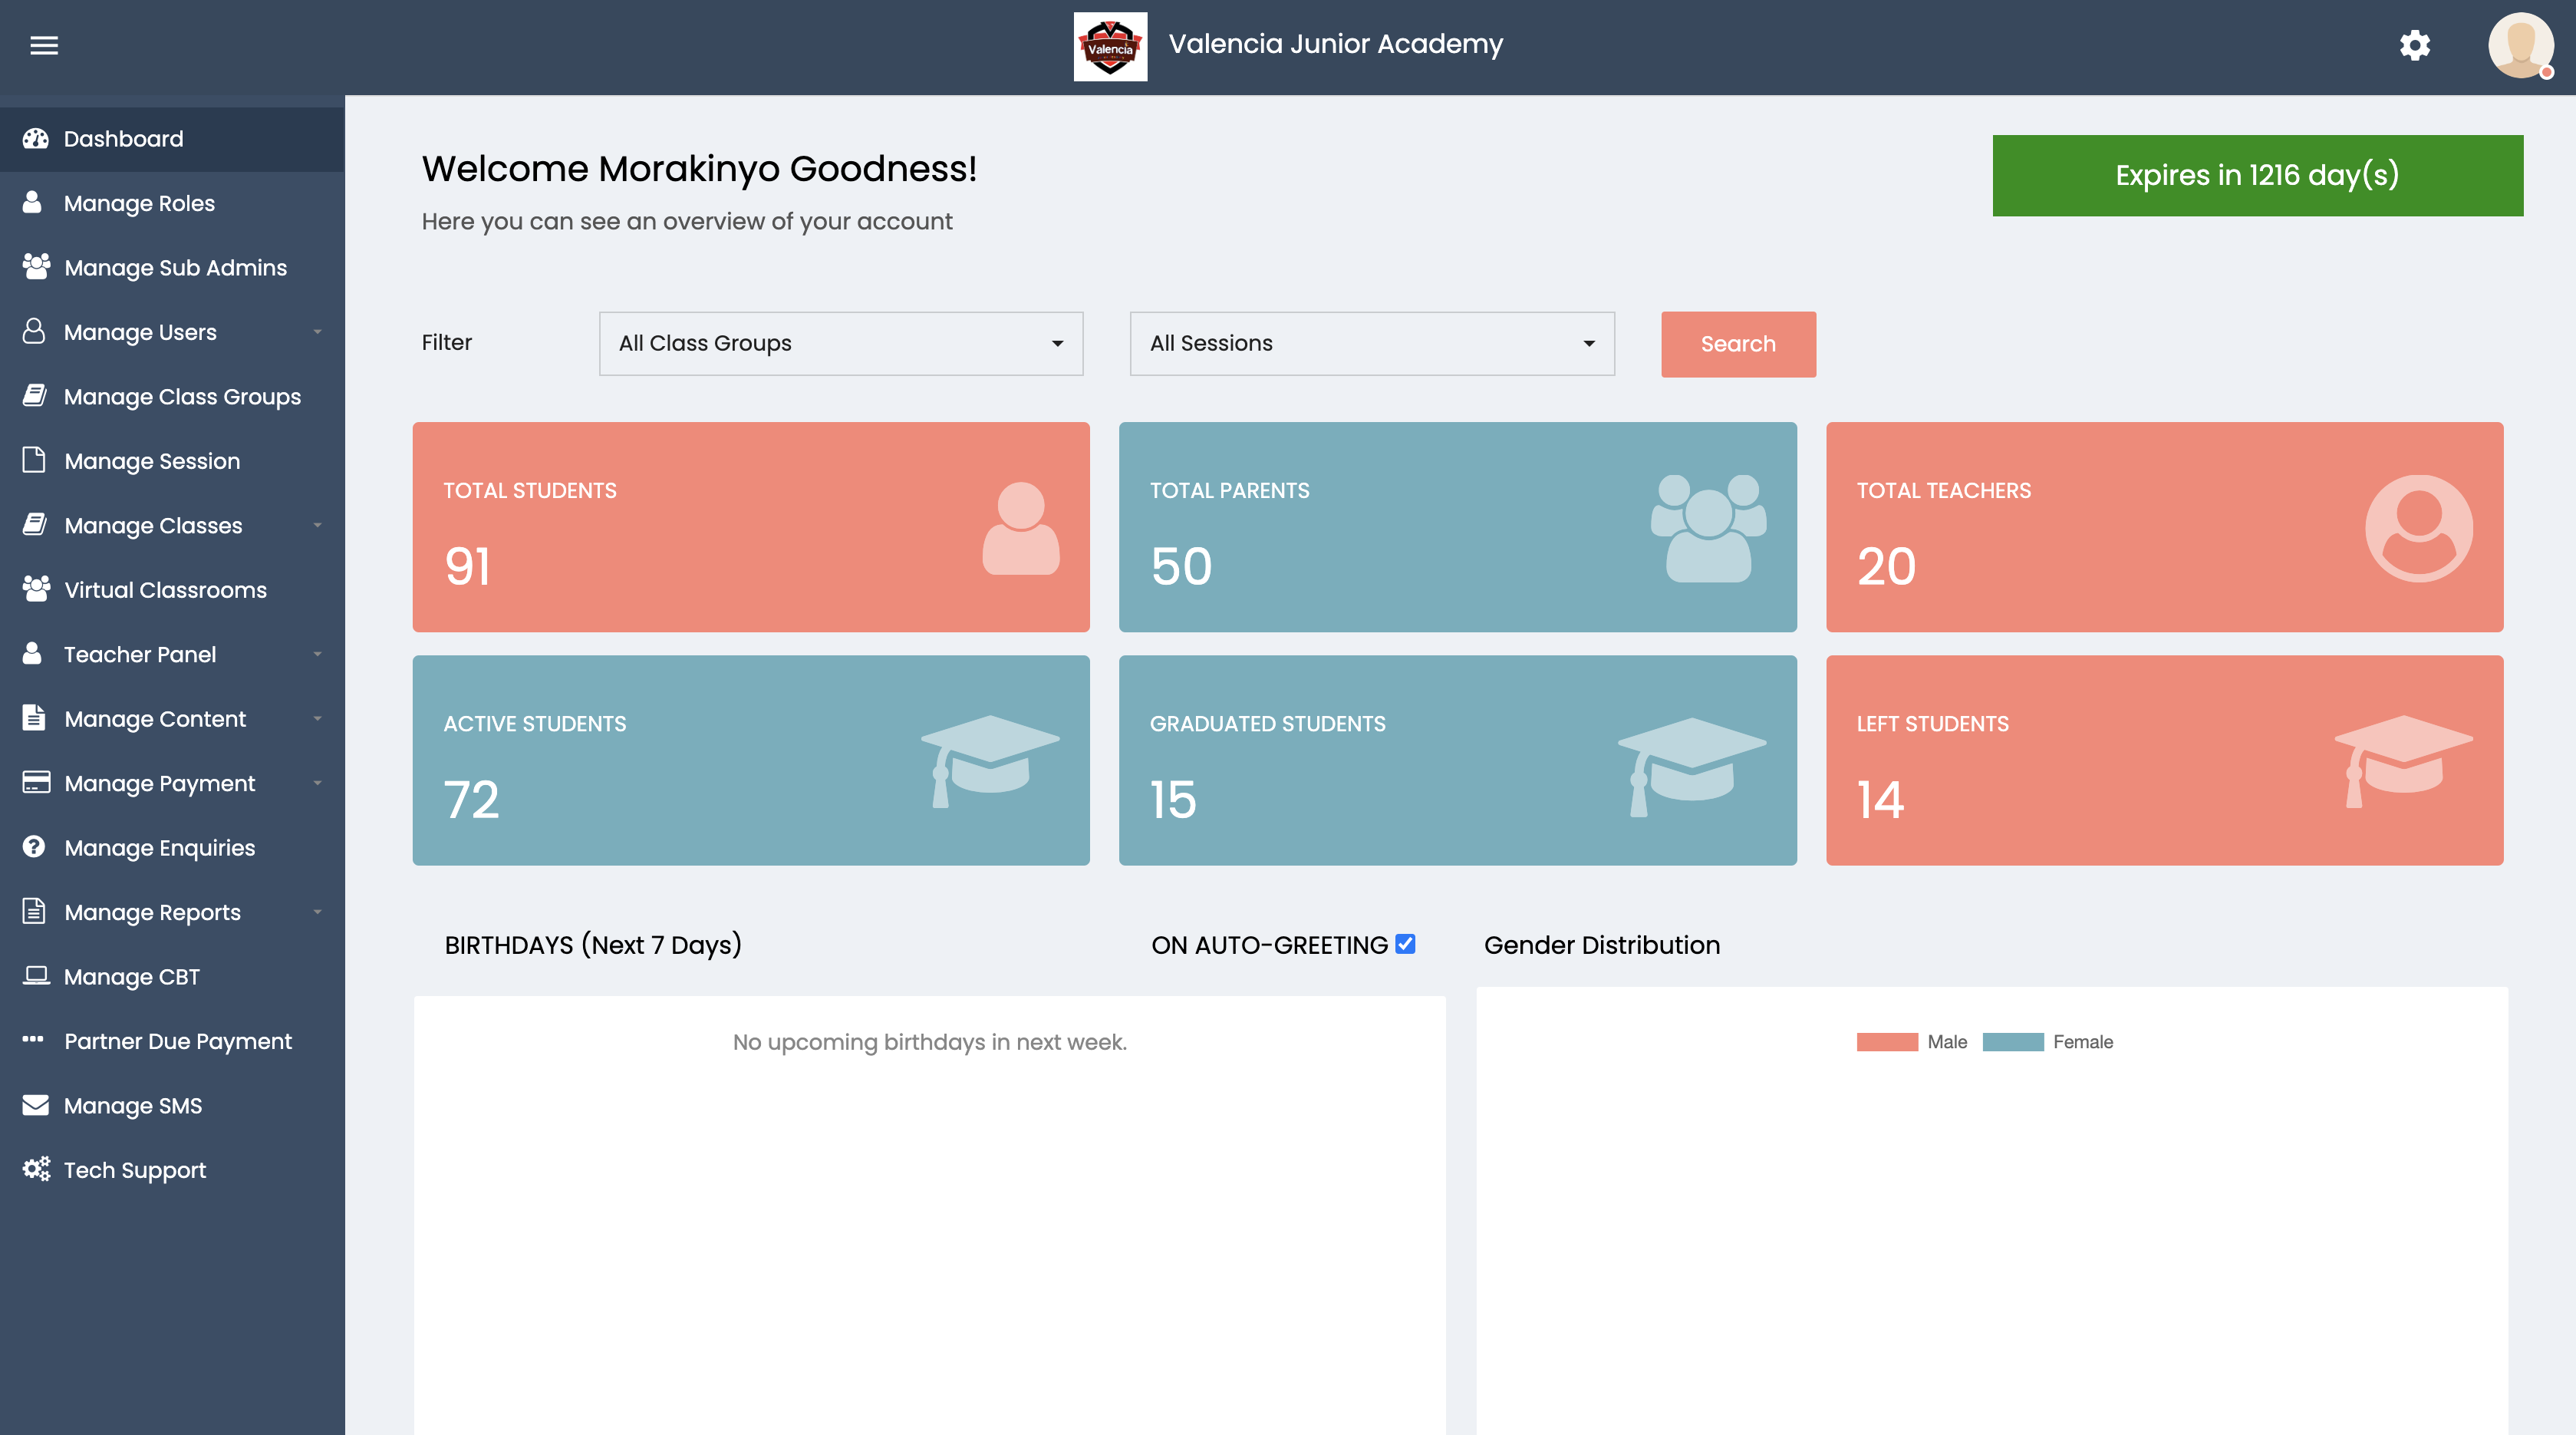 Valencia
Valencia Junior Academy
Dashboard
Manage Roles
Manage Sub Admins
Manage Users
Manage Class Groups
Manage Session
Manage Classes
Virtual Classrooms
Teacher Panel
Manage Content
Manage Payment
Manage Enquiries
Manage Reports
Manage CBT
Partner Due Payment
Manage SMS
Tech Support
Welcome Morakinyo Goodness!
Here you can see an overview of your account
Expires in 1216 day(s)
Filter
All Class Groups
All Sessions
Search
TOTAL STUDENTS
91
TOTAL PARENTS
50
TOTAL TEACHERS
20
ACTIVE STUDENTS
72
GRADUATED STUDENTS
15
LEFT STUDENTS
14
BIRTHDAYS (Next 7 Days)
ON AUTO-GREETING
No upcoming birthdays in next week.
Gender Distribution
Male
Female